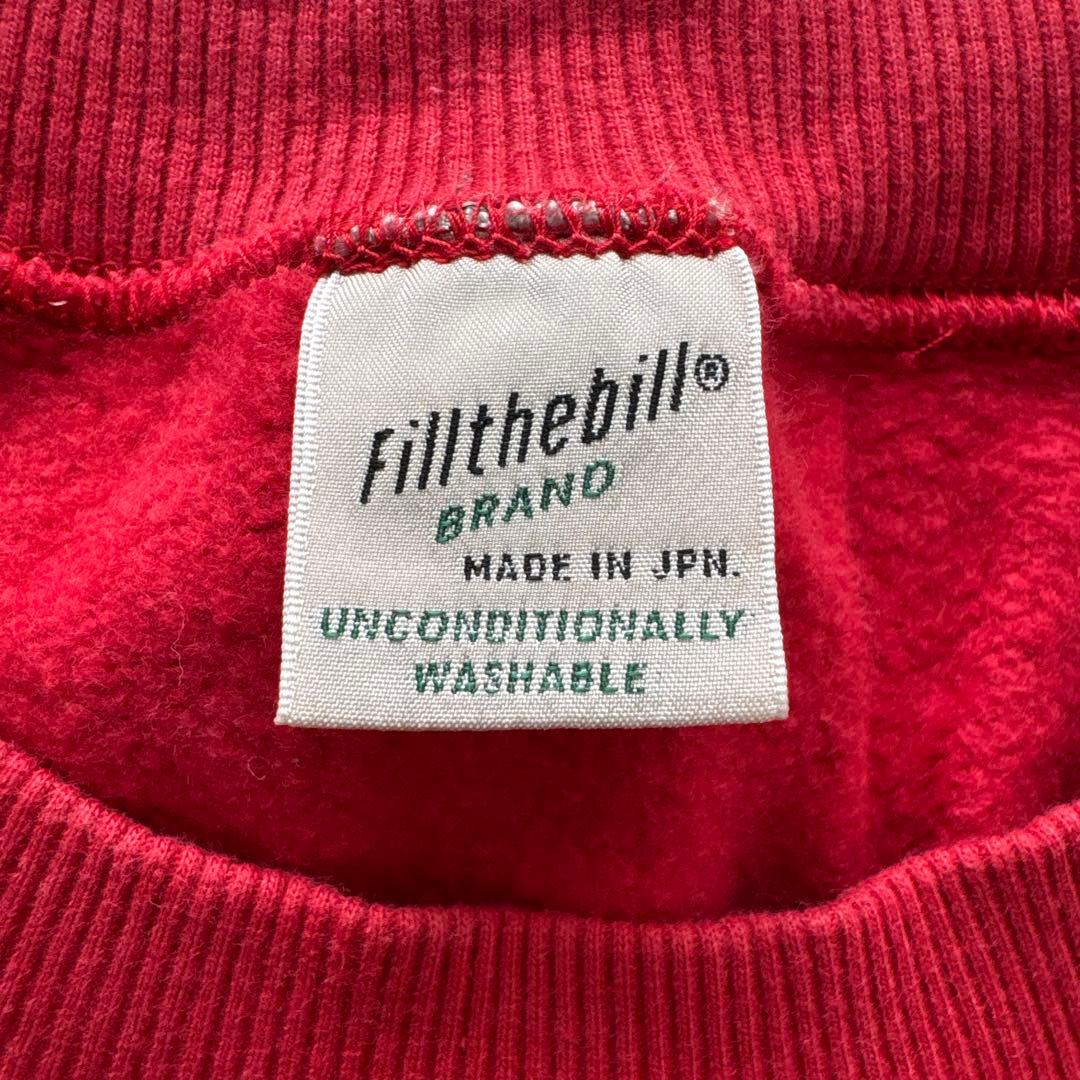 Fillthebill®
BRAND
MADE IN JPN.
UNCONDITIONALLY
WASHABLE